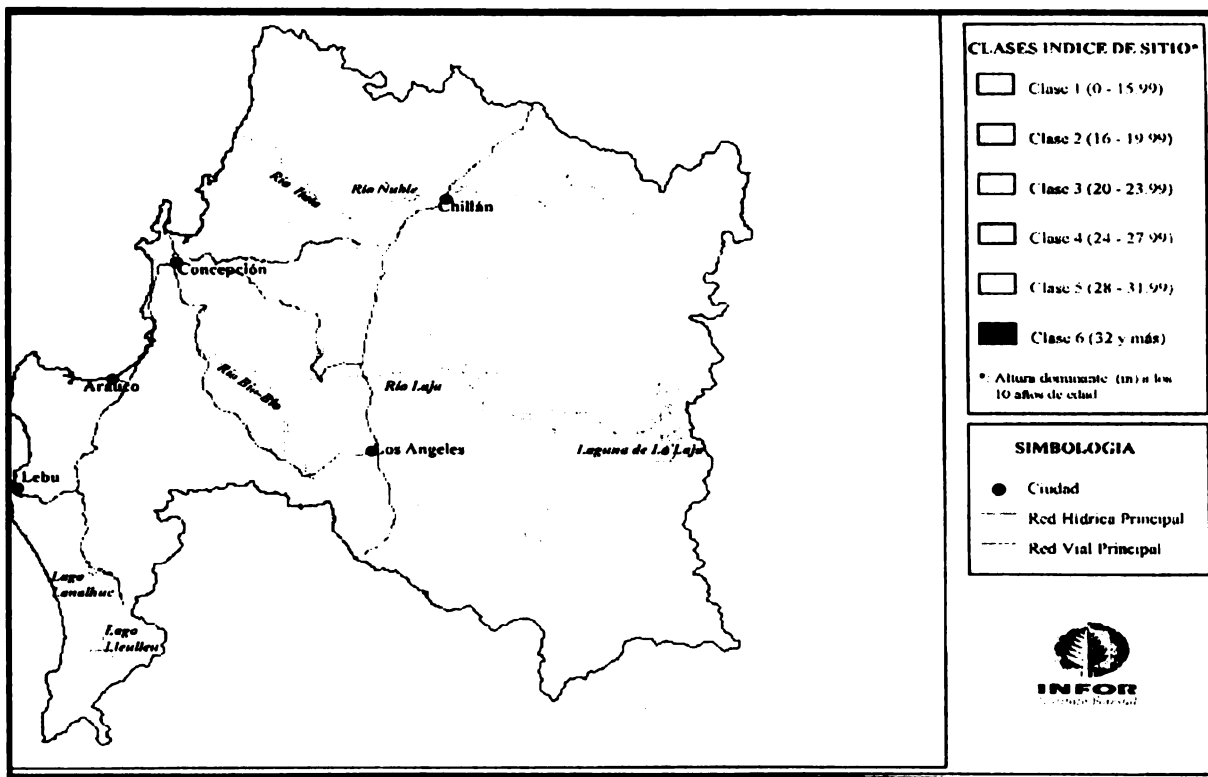 Río Itata
Río Ñuble
Chillán
Concepción
Arauco
Río Bío-Bío
Río Laja
Los Angeles
Laguna de La Laja
Lebu
Lago
Lanalhue
Lago
Lleulleu
CLASES INDICE DE SITIO*
Clase 1 (0 - 15.99)
Clase 2 (16 - 19.99)
Clase 3 (20 - 23.99)
Clase 4 (24 - 27.99)
Clase 5 (28 - 31.99)
Clase 6 (32 y más)
*: Altura dominante (m) a los
10 años de edad
SIMBOLOGIA
Ciudad
Red Hídrica Principal
Red Vial Principal
INFOR
Instituto Forestal